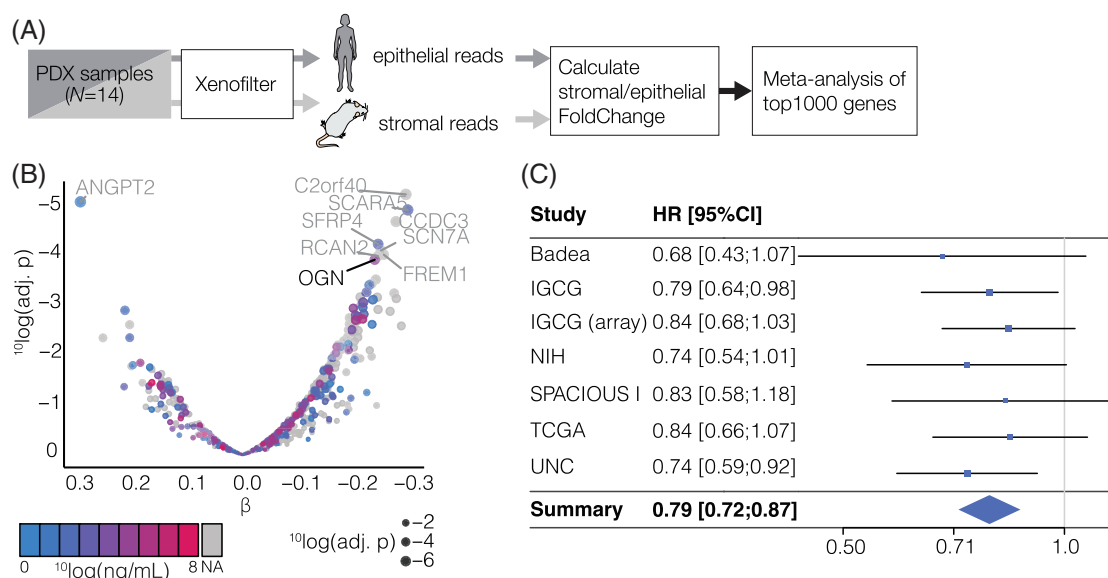 (A)
PDX samples
(N=14)
Xenofilter
epithelial reads
stromal reads
Calculate
stromal/epithelial
FoldChange
Meta-analysis of
top1000 genes
(B)
ANGPT2
C2orf40
SCARA5
SFRP4
CCDC3
SCN7A
RCAN2
OGN
FREM1
¹⁰log(adj. p)
-5
-4
-3
-2
-1
0
0.3 0.2 0.1 0.0 -0.1 -0.2 -0.3
β
0 8 NA
¹⁰log(ng/mL)
¹⁰log(adj. p)
-2
-4
-6
(C)
Study HR [95%CI]
Badea 0.68 [0.43;1.07]
IGCG 0.79 [0.64;0.98]
IGCG (array) 0.84 [0.68;1.03]
NIH 0.74 [0.54;1.01]
SPACIOUS I 0.83 [0.58;1.18]
TCGA 0.84 [0.66;1.07]
UNC 0.74 [0.59;0.92]
Summary 0.79 [0.72;0.87]
0.50 0.71 1.0